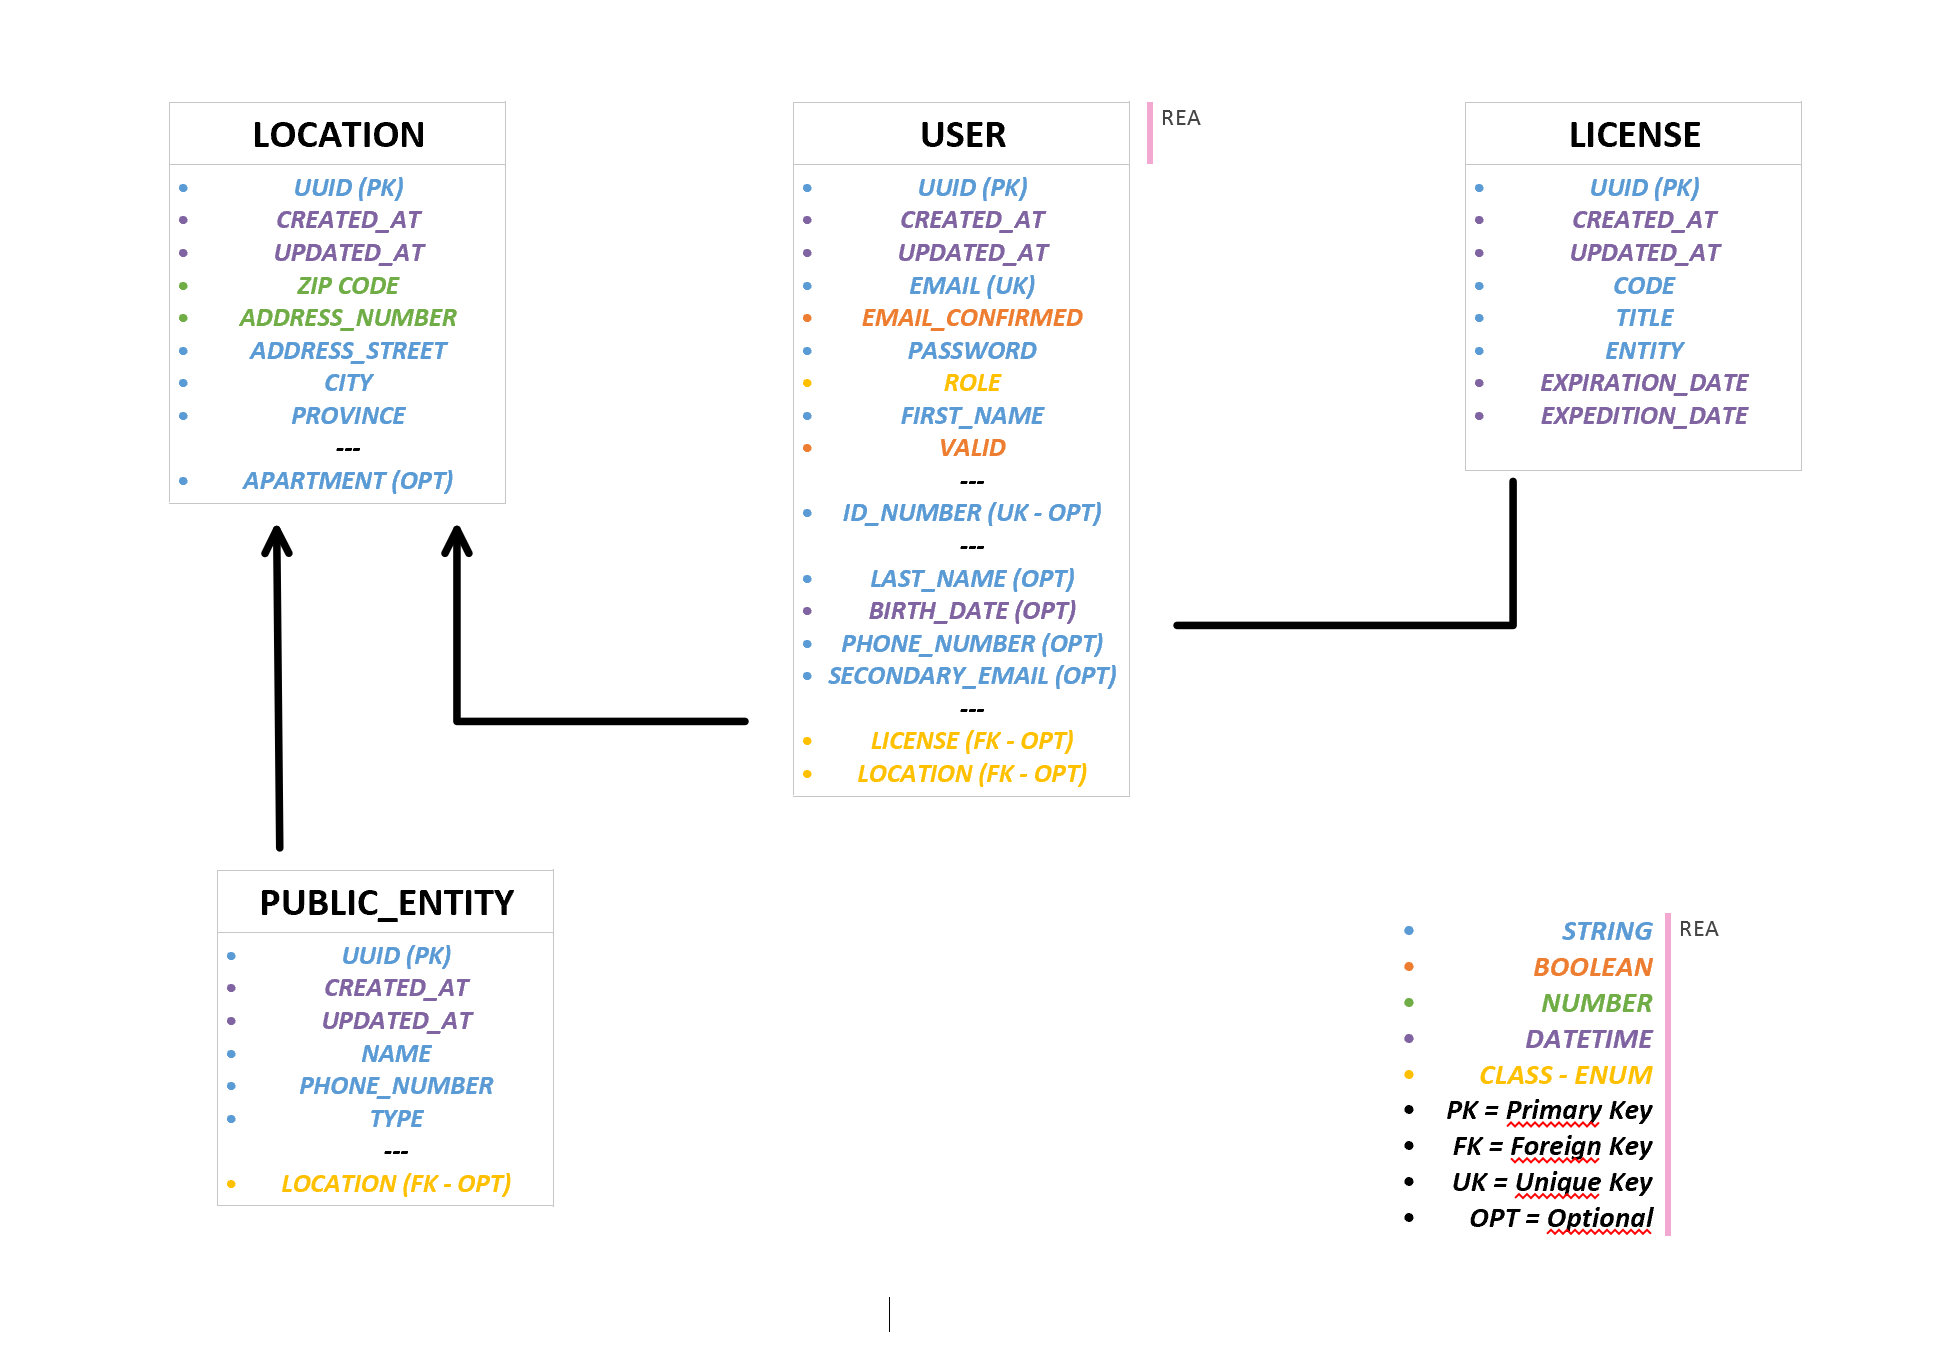 LOCATION
UUID (PK)
CREATED_AT
UPDATED_AT
ZIP CODE
ADDRESS_NUMBER
ADDRESS_STREET
CITY
PROVINCE
---
APARTMENT (OPT)
USER
REA
UUID (PK)
CREATED_AT
UPDATED_AT
EMAIL (UK)
EMAIL_CONFIRMED
PASSWORD
ROLE
FIRST_NAME
VALID
---
ID_NUMBER (UK - OPT)
---
LAST_NAME (OPT)
BIRTH_DATE (OPT)
PHONE_NUMBER (OPT)
SECONDARY_EMAIL (OPT)
---
LICENSE (FK - OPT)
LOCATION (FK - OPT)
LICENSE
UUID (PK)
CREATED_AT
UPDATED_AT
CODE
TITLE
ENTITY
EXPIRATION_DATE
EXPEDITION_DATE
PUBLIC_ENTITY
UUID (PK)
CREATED_AT
UPDATED_AT
NAME
PHONE_NUMBER
TYPE
---
LOCATION (FK - OPT)
STRING
REA
BOOLEAN
NUMBER
DATETIME
CLASS - ENUM
PK = Primary Key
FK = Foreign Key
UK = Unique Key
OPT = Optional